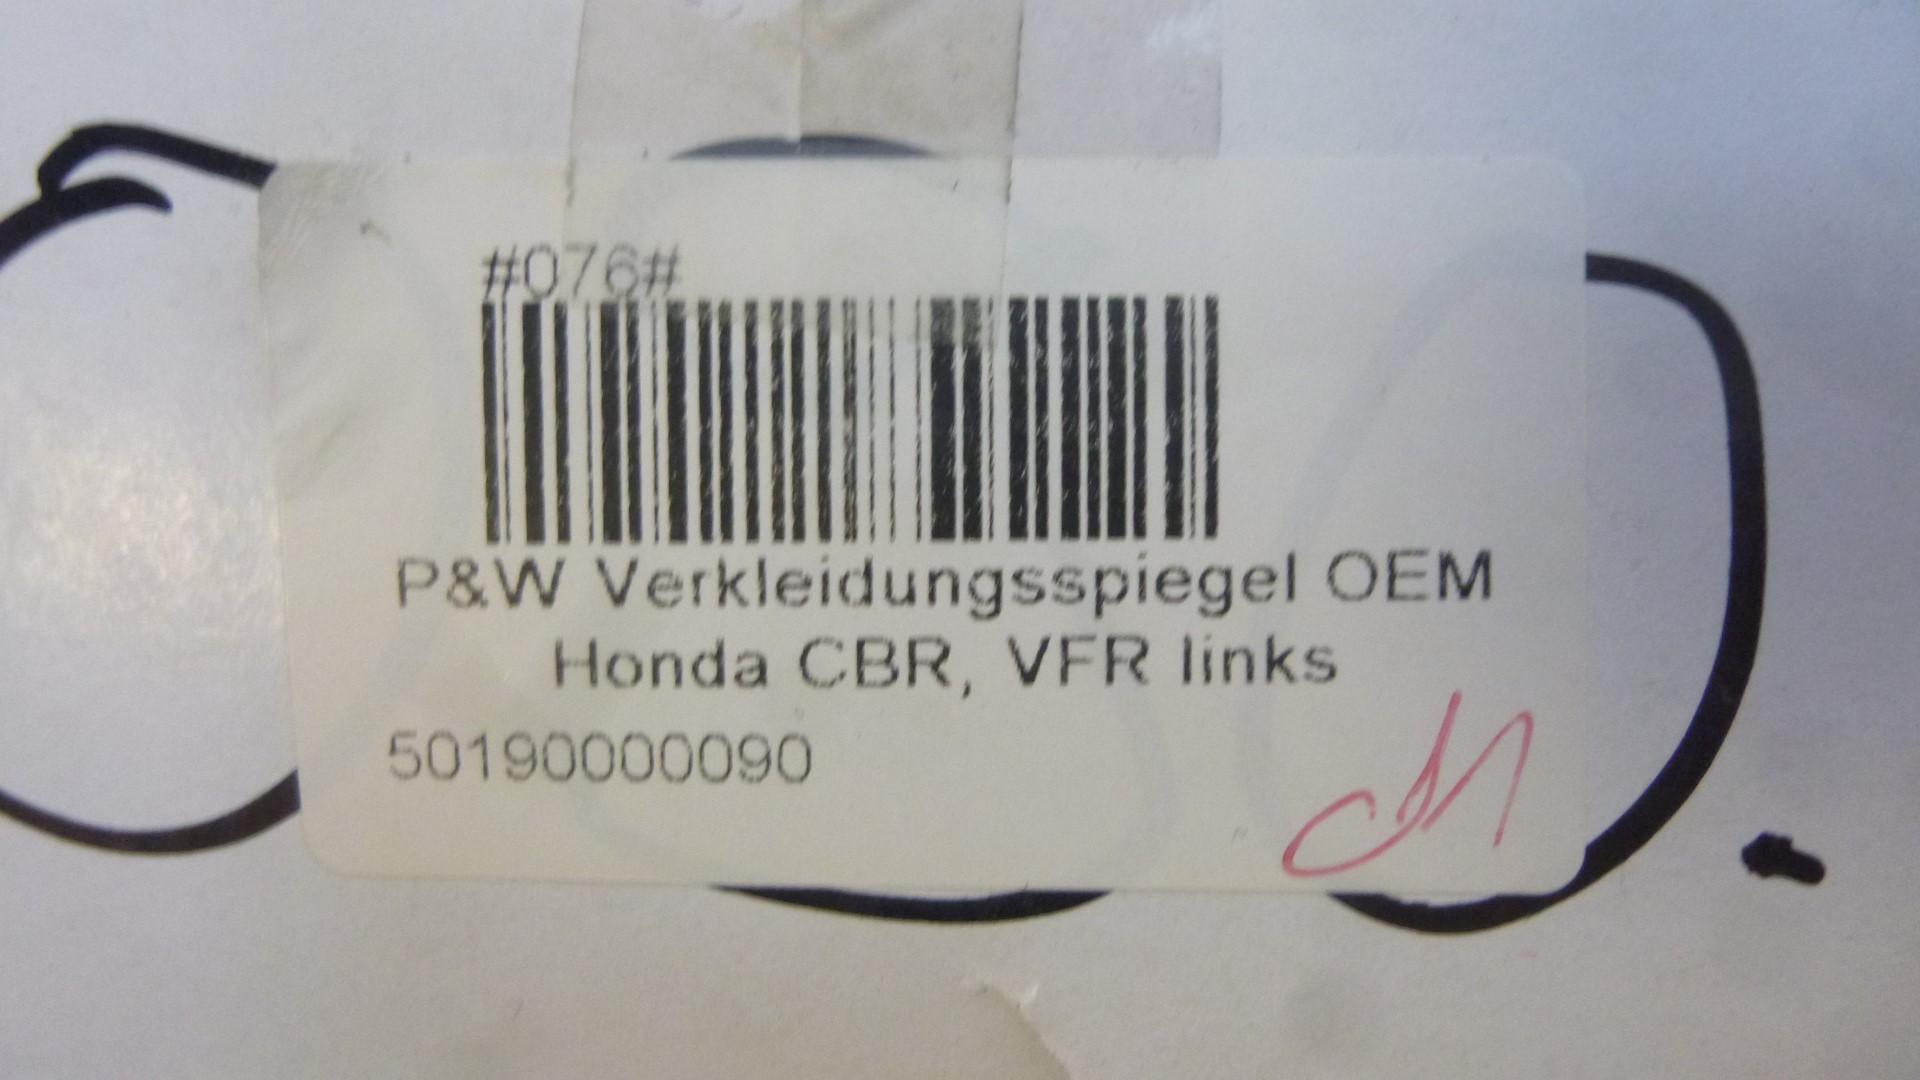 #076#
P&W Verkleidungsspiegel OEM
Honda CBR, VFR links
50190000090